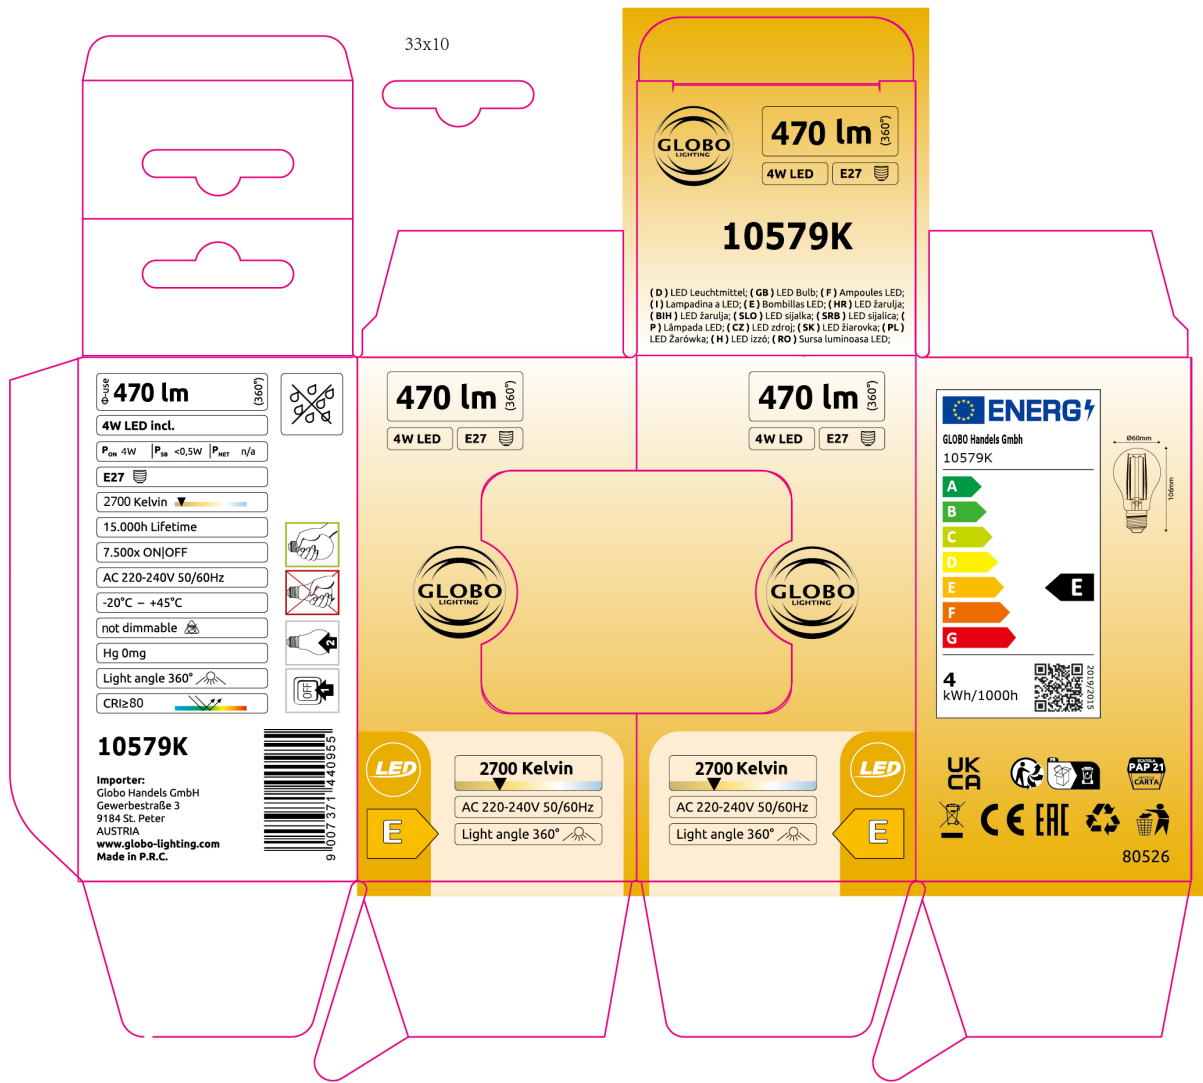 33x10
GLOBO
LIGHTING
470 lm (360°)
4W LED
E27
10579K
( D ) LED Leuchtmittel; ( GB ) LED Bulb; ( F ) Ampoules LED;
( I ) Lampadina a LED; ( E ) Bombillas LED; ( HR ) LED žarulja;
( BIH ) LED žarulja; ( SLO ) LED sijalka; ( SRB ) LED sijalica; (
P ) Lâmpada LED; ( CZ ) LED zdroj; ( SK ) LED žiarovka; ( PL )
LED Żarówka; ( H ) LED izzó; ( RO ) Sursa luminoasa LED;
Φ-use 470 lm (360°)
4W LED incl.
PON 4W | PSB <0,5W | PNET n/a
E27
2700 Kelvin
15.000h Lifetime
7.500x ON|OFF
AC 220-240V 50/60Hz
-20°C – +45°C
not dimmable
Hg 0mg
Light angle 360°
CRI≥80
2
OFF
1
10579K
Importer:
Globo Handels GmbH
Gewerbestraße 3
9184 St. Peter
AUSTRIA
www.globo-lighting.com
Made in P.R.C.
9 007371 440955
470 lm (360°)
4W LED
E27
GLOBO
LIGHTING
LED
E
2700 Kelvin
AC 220-240V 50/60Hz
Light angle 360°
470 lm (360°)
4W LED
E27
GLOBO
LIGHTING
2700 Kelvin
AC 220-240V 50/60Hz
Light angle 360°
LED
E
ENERG
GLOBO Handels Gmbh
10579K
A
B
C
D
E
F
G
E
4
kWh/1000h
2019/2015
Ø60mm
106mm
UK
CA
FR
SCATOLA
PAP 21
CARTA
CE
EAC
80526